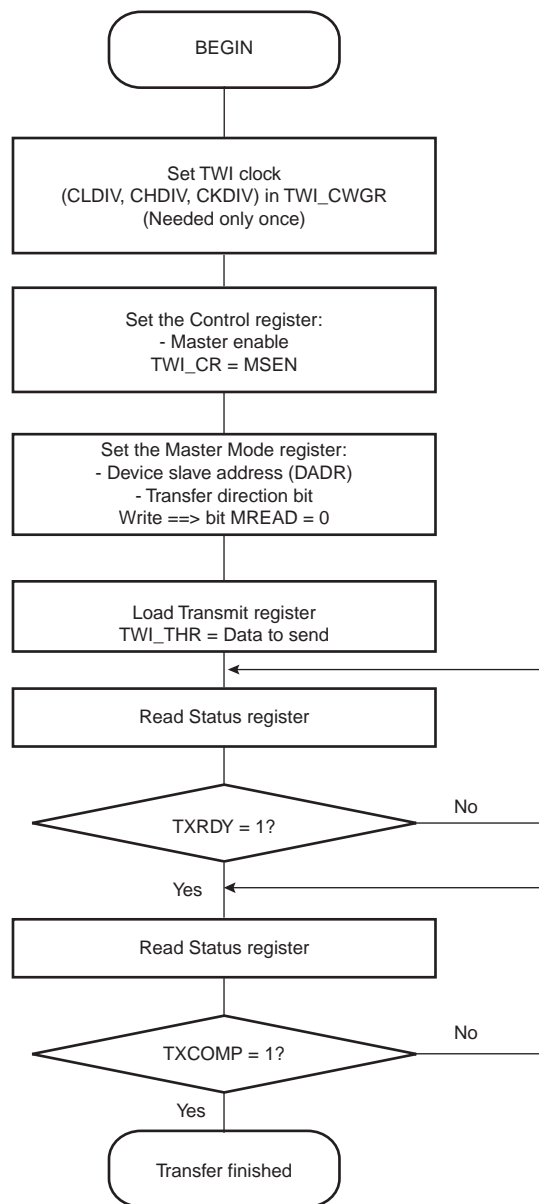 BEGIN
Set TWI clock
(CLDIV, CHDIV, CKDIV) in TWI_CWGR
(Needed only once)
Set the Control register:
- Master enable
TWI_CR = MSEN
Set the Master Mode register:
- Device slave address (DADR)
- Transfer direction bit
Write ==> bit MREAD = 0
Load Transmit register
TWI_THR = Data to send
Read Status register
TXRDY = 1?
No
Yes
Read Status register
TXCOMP = 1?
No
Yes
Transfer finished